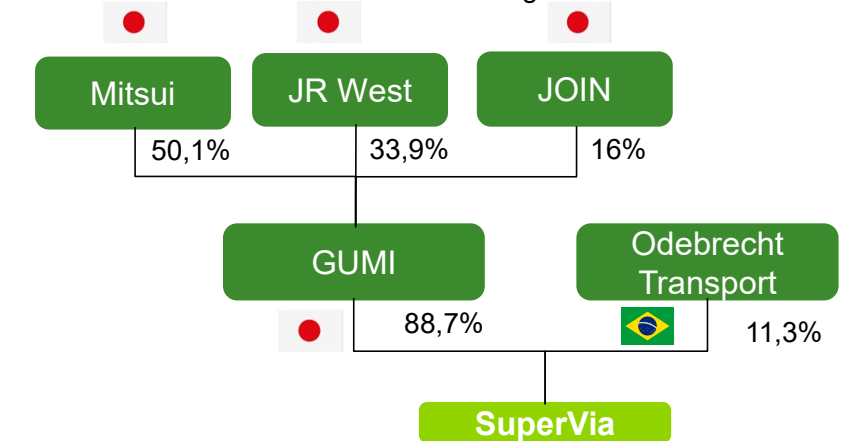 Mitsui
JR West
JOIN
50,1%
33,9%
16%
GUMI
Odebrecht
Transport
88,7%
11,3%
SuperVia